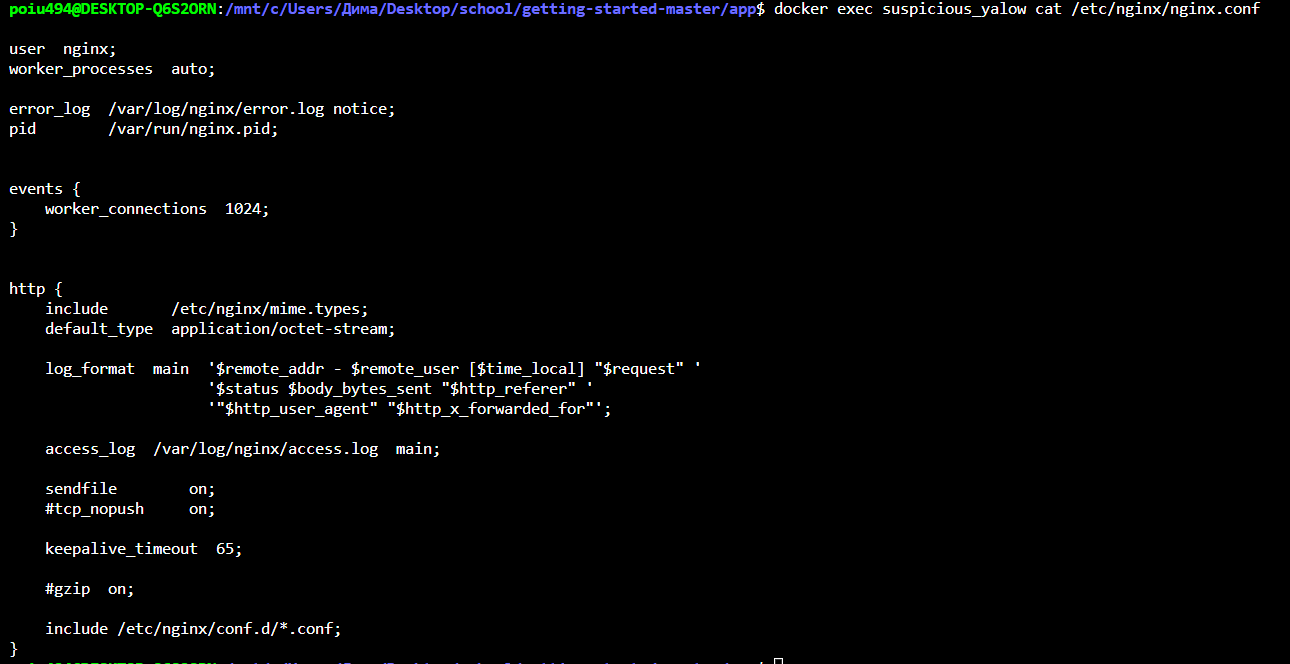 poiu494@DESKTOP-Q6S2ORN:/mnt/c/Users/Дима/Desktop/school/getting-started-master/app$ docker exec suspicious_yalow cat /etc/nginx/nginx.conf
user  nginx;
worker_processes  auto;
error_log  /var/log/nginx/error.log notice;
pid        /var/run/nginx.pid;
events {
    worker_connections  1024;
}
http {
    include       /etc/nginx/mime.types;
    default_type  application/octet-stream;
    log_format  main  '$remote_addr - $remote_user [$time_local] "$request" '
                      '$status $body_bytes_sent "$http_referer" '
                      '"$http_user_agent" "$http_x_forwarded_for"';
    access_log  /var/log/nginx/access.log  main;
    sendfile        on;
    #tcp_nopush     on;
    keepalive_timeout  65;
    #gzip  on;
    include /etc/nginx/conf.d/*.conf;
}